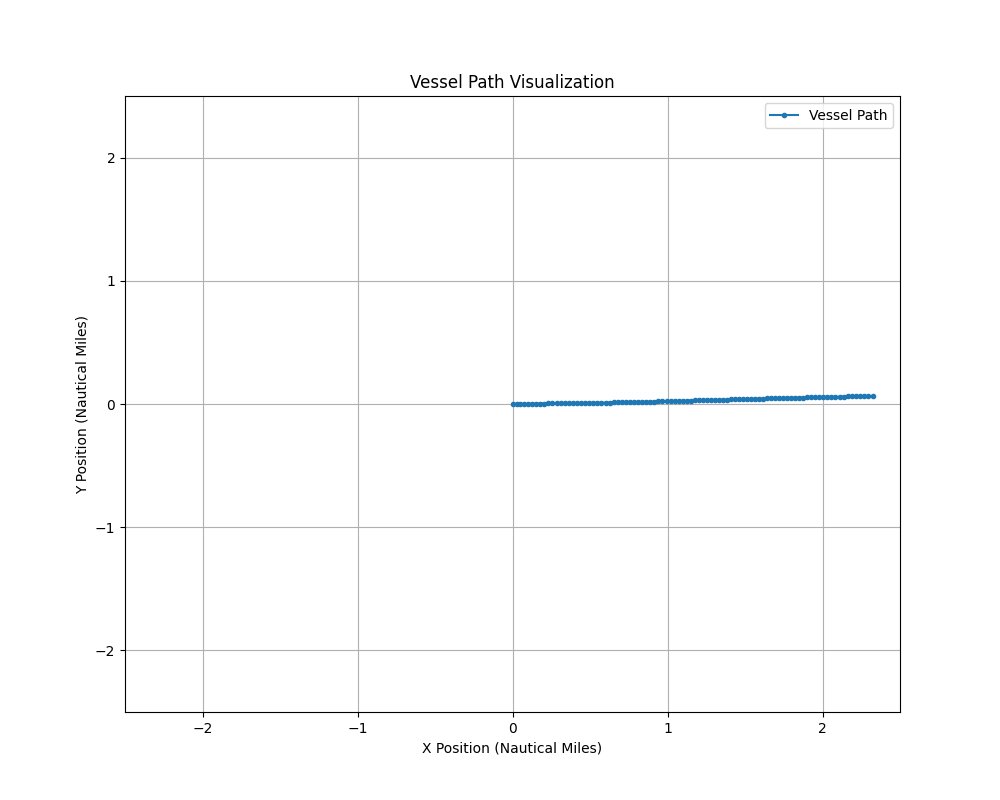 Vessel Path Visualization
Vessel Path
2
1
0
−1
−2
Y Position (Nautical Miles)
−2
−1
0
1
2
X Position (Nautical Miles)